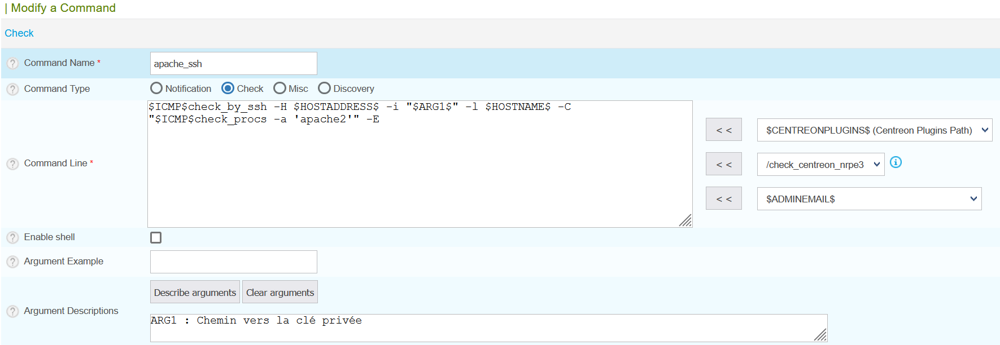 | Modify a Command
Check
? Command Name * apache_ssh
? Command Type Notification Check Misc Discovery
$ICMP$check_by_ssh -H $HOSTADDRESS$ -i "$ARG1$" -l $HOSTNAME$ -C
"$ICMP$check_procs -a 'apache2'" -E
< < $CENTREONPLUGINS$ (Centreon Plugins Path)
? Command Line * < < /check_centreon_nrpe3 i
< < $ADMINEMAIL$
? Enable shell
? Argument Example
Describe arguments Clear arguments
? Argument Descriptions
ARG1 : Chemin vers la clé privée